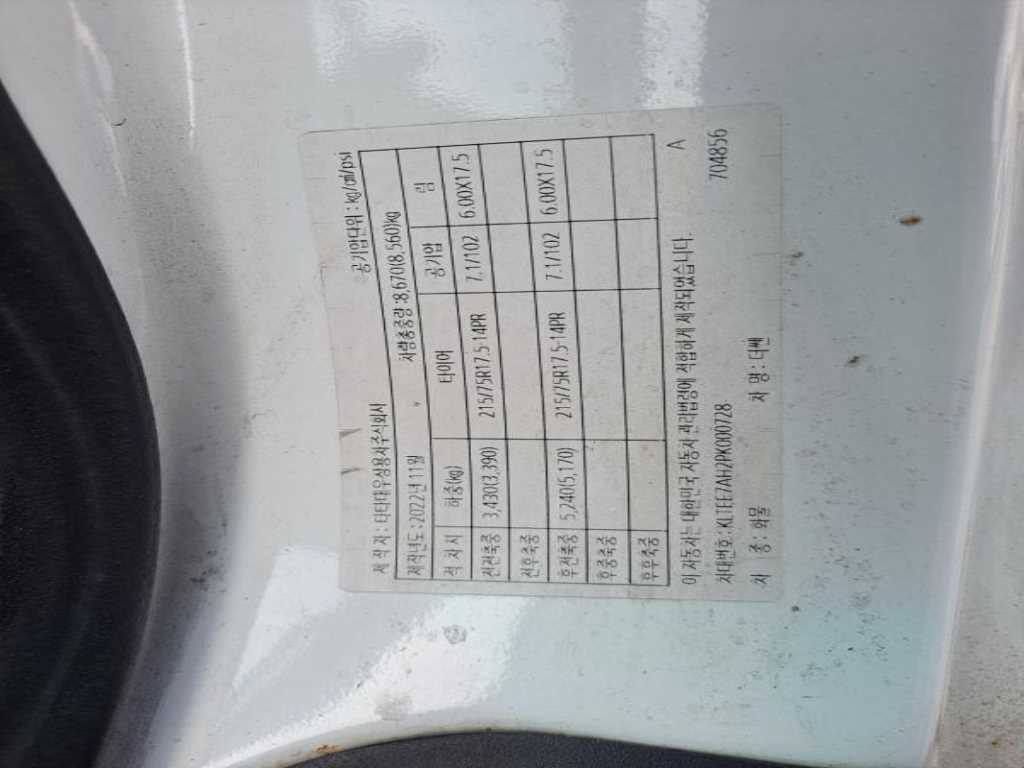 제 작 자 : 타타대우상용차주식회사
공기압단위 : kg/㎠/psi
제작년도 : 2022년 11월 차량총중량 :8,670(8,560)kg
적 차 시 하중(kg) 타이어 공기압 림
전전축중 3,430(3,390) 215/75R17.5-14PR 7.1/102 6.00X17.5
전후축중
후전축중 5,240(5,170) 215/75R17.5-14PR 7.1/102 6.00X17.5
후중축중
후후축중
이 자동차는 대한민국 자동차 관리법령에 적합하게 제작되었습니다. A
차대번호 : KLTEE7AH2PK000728 704856
차 종 : 화물 차 명 : 더쎈